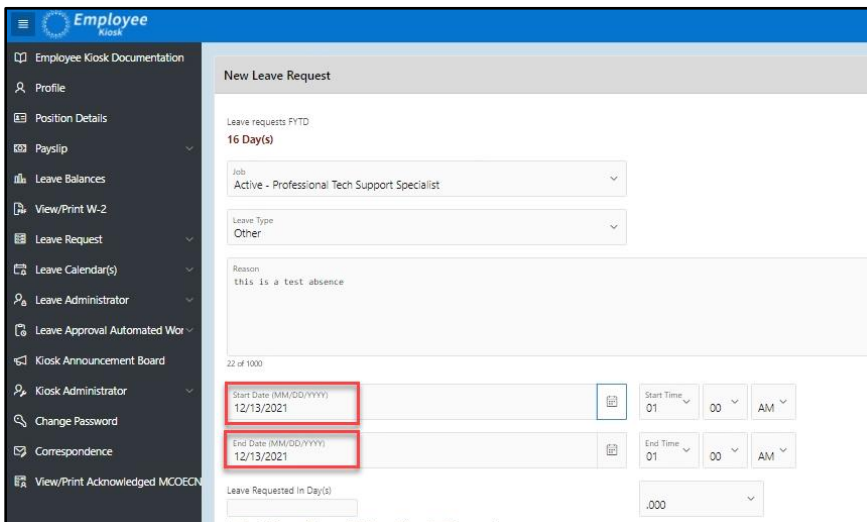 Employee
Kiosk
Employee Kiosk Documentation
Profile
Position Details
Payslip
Leave Balances
View/Print W-2
Leave Request
Leave Calendar(s)
Leave Administrator
Leave Approval Automated Wor
Kiosk Announcement Board
Kiosk Administrator
Change Password
Correspondence
View/Print Acknowledged MCOECN
New Leave Request
Leave requests FYTD
16 Day(s)
Job
Active - Professional Tech Support Specialist
Leave Type
Other
Reason
this is a test absence
22 of 1000
Start Date (MM/DD/YYYY)
12/13/2021
Start Time
01 00 AM
End Date (MM/DD/YYYY)
12/13/2021
End Time
01 00 AM
Leave Requested In Day(s)
.000